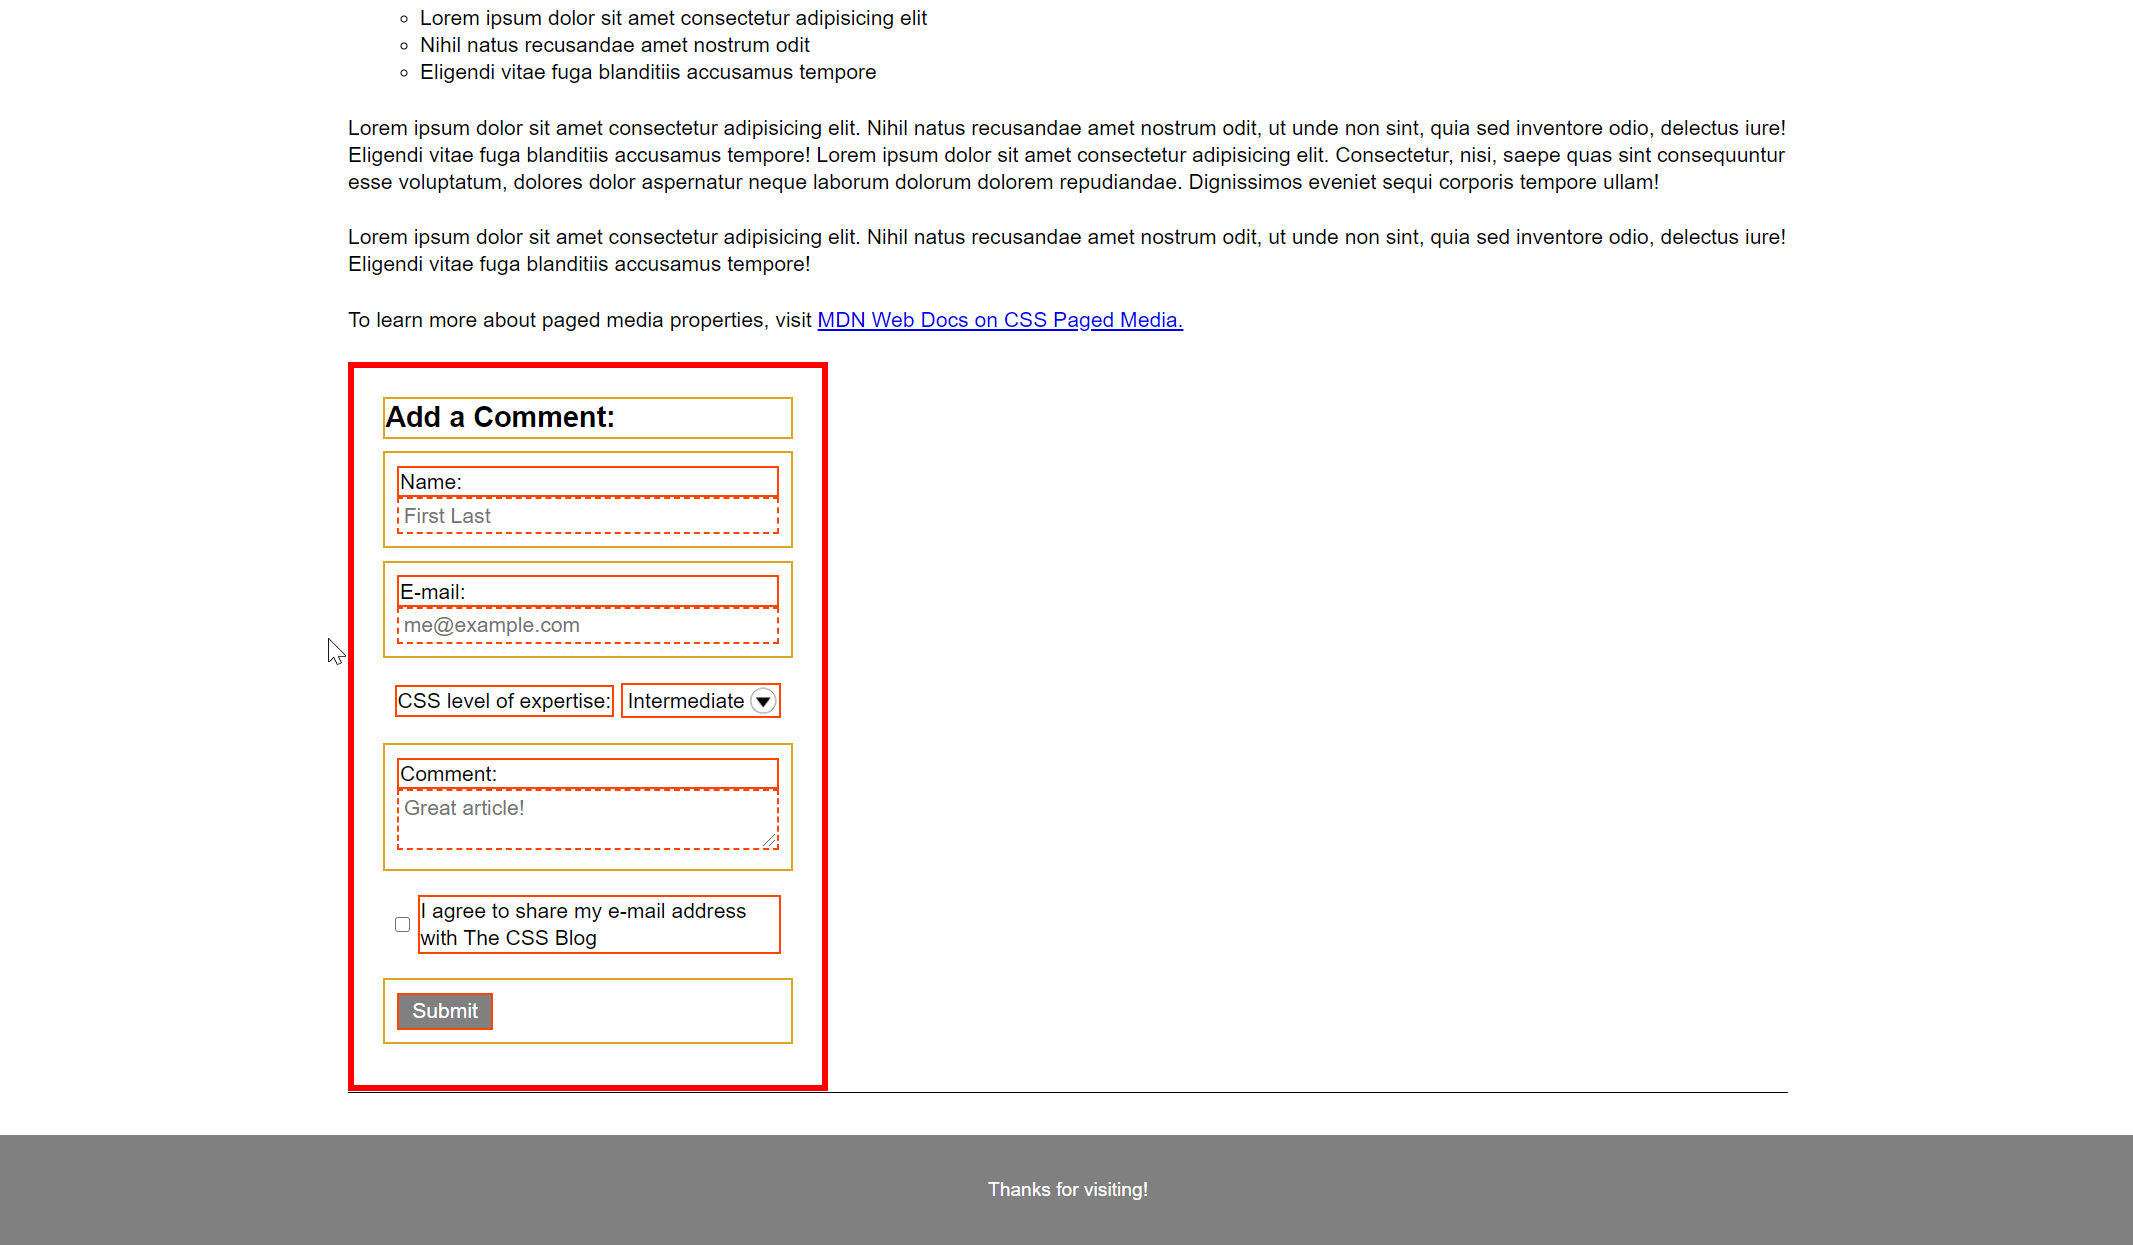 Lorem ipsum dolor sit amet consectetur adipisicing elit
Nihil natus recusandae amet nostrum odit
Eligendi vitae fuga blanditiis accusamus tempore
Lorem ipsum dolor sit amet consectetur adipisicing elit. Nihil natus recusandae amet nostrum odit, ut unde non sint, quia sed inventore odio, delectus iure!
Eligendi vitae fuga blanditiis accusamus tempore! Lorem ipsum dolor sit amet consectetur adipisicing elit. Consectetur, nisi, saepe quas sint consequuntur
esse voluptatum, dolores dolor aspernatur neque laborum dolorum dolorem repudiandae. Dignissimos eveniet sequi corporis tempore ullam!
Lorem ipsum dolor sit amet consectetur adipisicing elit. Nihil natus recusandae amet nostrum odit, ut unde non sint, quia sed inventore odio, delectus iure!
Eligendi vitae fuga blanditiis accusamus tempore!
To learn more about paged media properties, visit MDN Web Docs on CSS Paged Media.
Add a Comment:
Name:
First Last
E-mail:
me@example.com
CSS level of expertise: Intermediate
Comment:
Great article!
I agree to share my e-mail address
with The CSS Blog
Submit
Thanks for visiting!